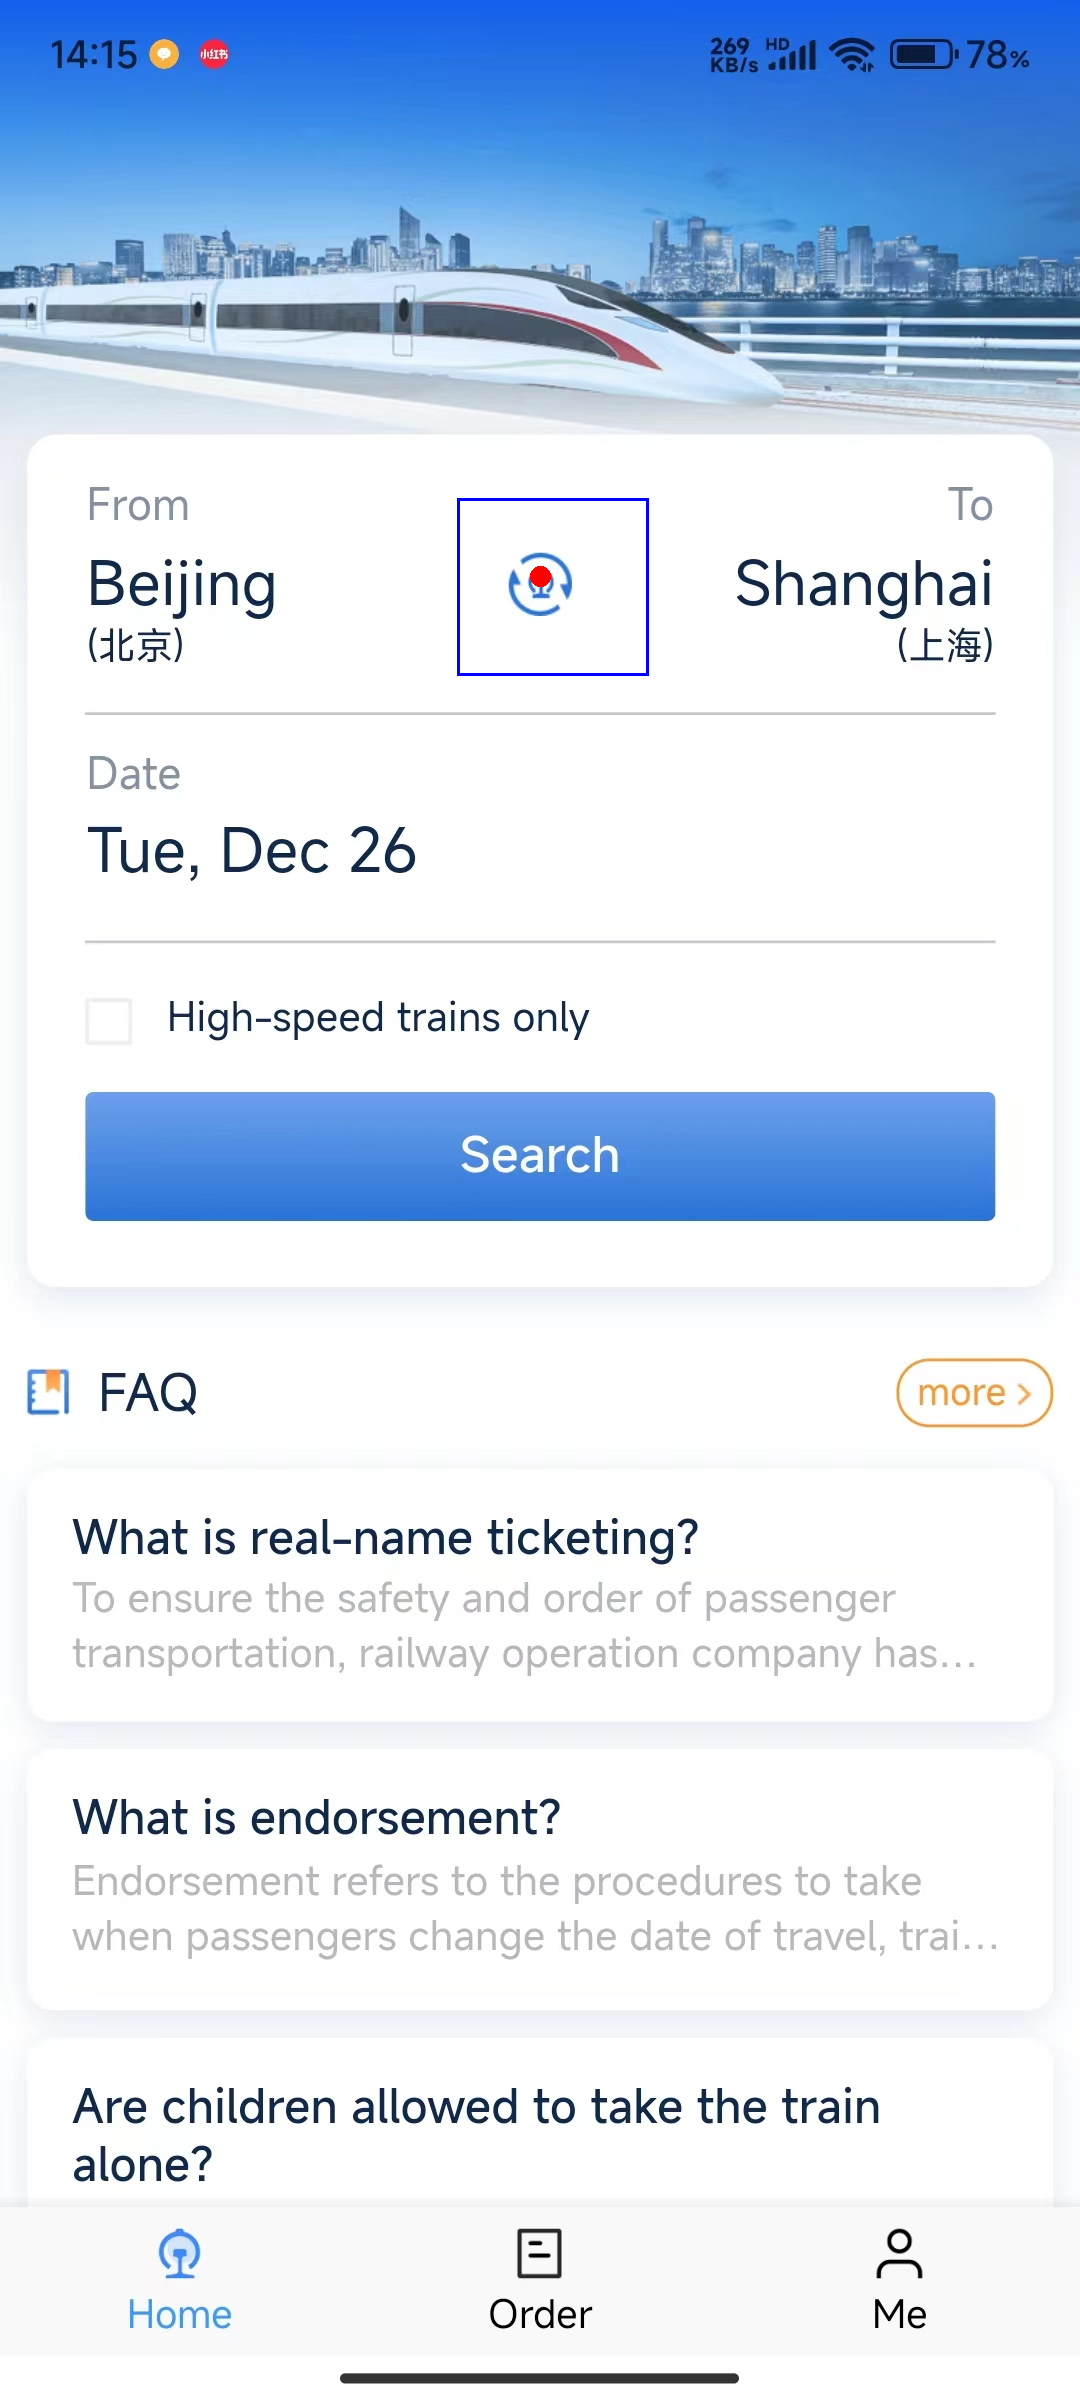 14:15 小红书 269 KB/s HD 78%
From To
Beijing Shanghai
(北京) (上海)
Date
Tue, Dec 26
High-speed trains only
Search
FAQ more >
What is real-name ticketing?
To ensure the safety and order of passenger
transportation, railway operation company has...
What is endorsement?
Endorsement refers to the procedures to take
when passengers change the date of travel, trai...
Are children allowed to take the train
alone?
Home Order Me